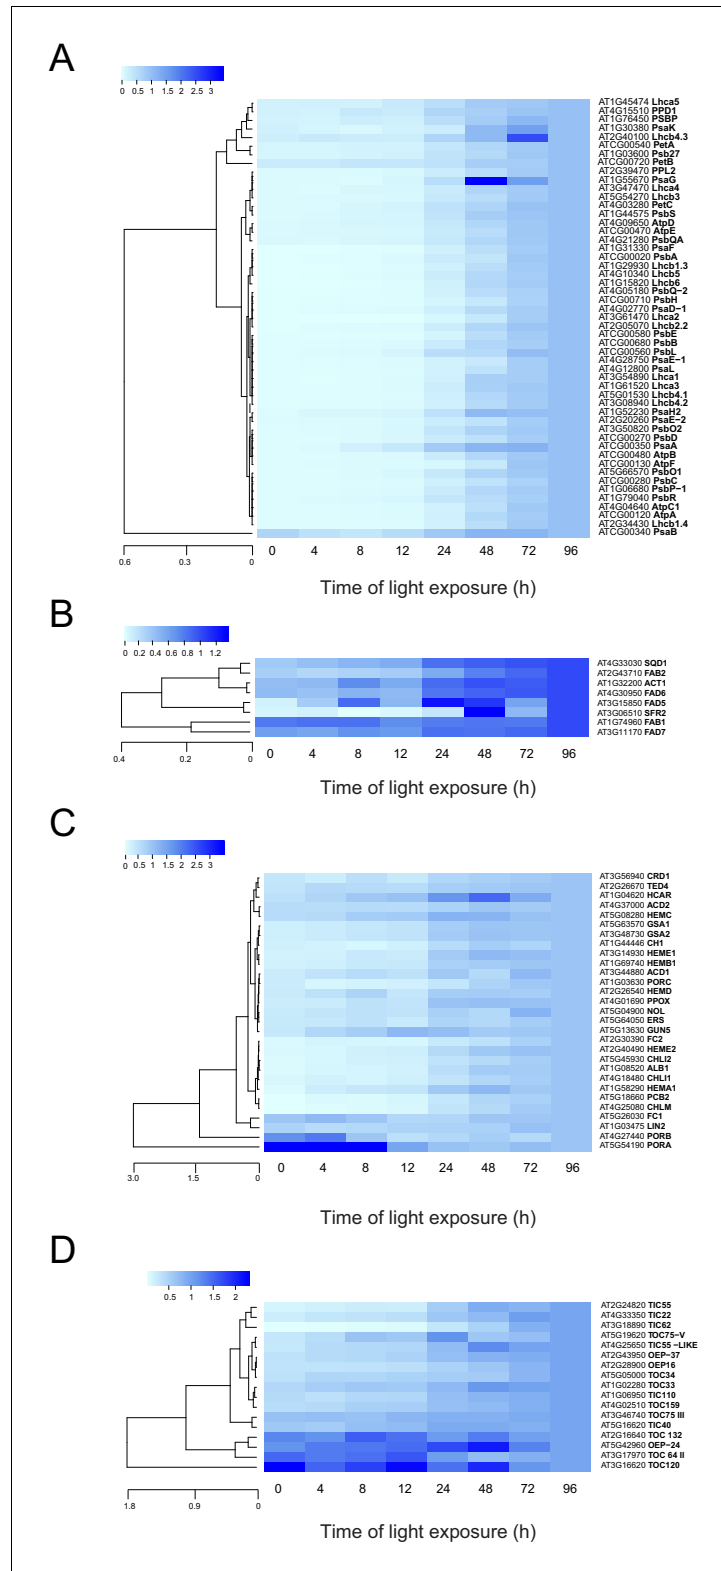 A
0 0.5 1 1.5 2 2.5 3
AT1G45474 Lhca5
AT4G15510 PPD1
AT1G76450 PSBP
AT1G30380 PsaK
AT2G40100 Lhcb4.3
ATCG00540 PetA
AT1G03600 Psb27
ATCG00720 PetB
AT2G39470 PPL2
AT1G55670 PsaG
AT3G47470 Lhca4
AT5G54270 Lhcb3
AT4G03280 PetC
AT1G44575 PsbS
AT4G09650 AtpD
ATCG00470 AtpE
AT4G21280 PsbQA
AT1G31330 PsaF
ATCG00020 PsbA
AT1G29930 Lhcb1.3
AT4G10340 Lhcb5
AT1G15820 Lhcb6
AT4G05180 PsbQ−2
ATCG00710 PsbH
AT4G02770 PsaD−1
AT3G61470 Lhca2
AT2G05070 Lhcb2.2
ATCG00580 PsbE
ATCG00680 PsbB
ATCG00560 PsbL
AT4G28750 PsaE−1
AT4G12800 PsaL
AT3G54890 Lhca1
AT1G61520 Lhca3
AT5G01530 Lhcb4.1
AT3G08940 Lhcb4.2
AT1G52230 PsaH2
AT2G20260 PsaE−2
AT3G50820 PsbO2
ATCG00270 PsbD
ATCG00350 PsaA
ATCG00480 AtpB
ATCG00130 AtpF
AT5G66570 PsbO1
ATCG00280 PsbC
AT1G06680 PsbP−1
AT1G79040 PsbR
AT4G04640 AtpC1
ATCG00120 AtpA
AT2G34430 Lhcb1.4
ATCG00340 PsaB
0.6 0.3 0
0 4 8 12 24 48 72 96
Time of light exposure (h)
B
0 0.2 0.4 0.6 0.8 1 1.2
AT4G33030 SQD1
AT2G43710 FAB2
AT1G32200 ACT1
AT4G30950 FAD6
AT3G15850 FAD5
AT3G06510 SFR2
AT1G74960 FAB1
AT3G11170 FAD7
0.4 0.2 0
0 4 8 12 24 48 72 96
Time of light exposure (h)
C
0 0.5 1 1.5 2 2.5 3
AT3G56940 CRD1
AT2G26670 TED4
AT1G04620 HCAR
AT4G37000 ACD2
AT5G08280 HEMC
AT5G63570 GSA1
AT3G48730 GSA2
AT1G44446 CH1
AT3G14930 HEME1
AT1G69740 HEMB1
AT3G44880 ACD1
AT1G03630 PORC
AT2G26540 HEMD
AT4G01690 PPOX
AT5G04900 NOL
AT5G64050 ERS
AT5G13630 GUN5
AT2G30390 FC2
AT2G40490 HEME2
AT5G45930 CHLI2
AT1G08520 ALB1
AT4G18480 CHLI1
AT1G58290 HEMA1
AT5G18660 PCB2
AT4G25080 CHLM
AT5G26030 FC1
AT1G03475 LIN2
AT4G27440 PORB
AT5G54190 PORA
3.0 1.5 0
0 4 8 12 24 48 72 96
Time of light exposure (h)
D
0.5 1 1.5 2
AT2G24820 TIC55
AT4G33350 TIC22
AT3G18890 TIC62
AT5G19620 TOC75−V
AT4G25650 TIC55 −LIKE
AT2G43950 OEP−37
AT2G28900 OEP16
AT5G05000 TOC34
AT1G02280 TOC33
AT1G06950 TIC110
AT4G02510 TOC159
AT3G46740 TOC75 III
AT5G16620 TIC40
AT2G16640 TOC 132
AT5G42960 OEP−24
AT3G17970 TOC 64 II
AT3G16620 TOC120
1.8 0.9 0
0 4 8 12 24 48 72 96
Time of light exposure (h)